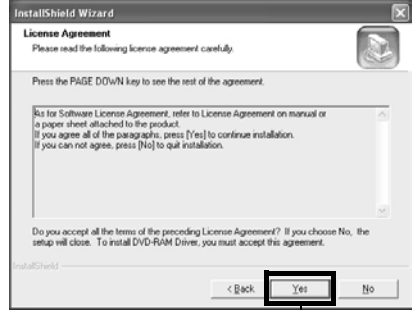 InstallShield Wizard
License Agreement
Please read the following license agreement carefully.
Press the PAGE DOWN key to see the rest of the agreement.
As for Software License Agreement, refer to License Agreement on manual or
a paper sheet attached to the product.
If you agree all of the paragraphs, press [Yes] to continue installation.
If you can not agree, press [No] to quit installation.
Do you accept all the terms of the preceding License Agreement? If you choose No, the
setup will close. To install DVD-RAM Driver, you must accept this agreement.
InstallShield
< Back
Yes
No